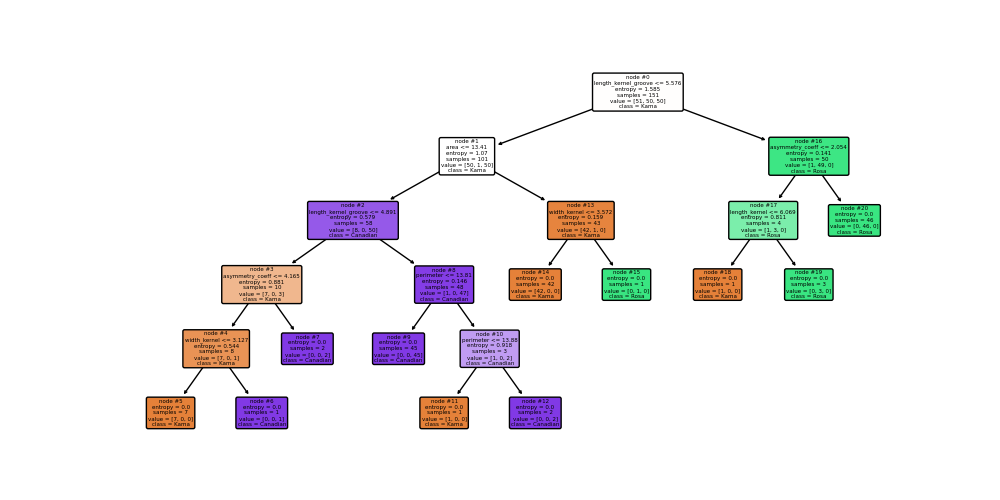 node #0
length_kernel_groove <= 5.576
entropy = 1.585
samples = 151
value = [51, 50, 50]
class = Kama
node #1
area <= 13.41
entropy = 1.07
samples = 101
value = [50, 1, 50]
class = Kama
node #16
asymmetry_coeff <= 2.054
entropy = 0.141
samples = 50
value = [1, 49, 0]
class = Rosa
node #2
length_kernel_groove <= 4.891
entropy = 0.579
samples = 58
value = [8, 0, 50]
class = Canadian
node #13
width_kernel <= 3.572
entropy = 0.159
samples = 43
value = [42, 1, 0]
class = Kama
node #17
length_kernel <= 6.069
entropy = 0.811
samples = 4
value = [1, 3, 0]
class = Rosa
node #20
entropy = 0.0
samples = 46
value = [0, 46, 0]
class = Rosa
node #3
asymmetry_coeff <= 4.165
entropy = 0.881
samples = 10
value = [7, 0, 3]
class = Kama
node #8
perimeter <= 13.81
entropy = 0.146
samples = 48
value = [1, 0, 47]
class = Canadian
node #14
entropy = 0.0
samples = 42
value = [42, 0, 0]
class = Kama
node #15
entropy = 0.0
samples = 1
value = [0, 1, 0]
class = Rosa
node #18
entropy = 0.0
samples = 1
value = [1, 0, 0]
class = Kama
node #19
entropy = 0.0
samples = 3
value = [0, 3, 0]
class = Rosa
node #4
width_kernel <= 3.127
entropy = 0.544
samples = 8
value = [7, 0, 1]
class = Kama
node #7
entropy = 0.0
samples = 2
value = [0, 0, 2]
class = Canadian
node #9
entropy = 0.0
samples = 45
value = [0, 0, 45]
class = Canadian
node #10
perimeter <= 13.88
entropy = 0.918
samples = 3
value = [1, 0, 2]
class = Canadian
node #5
entropy = 0.0
samples = 7
value = [7, 0, 0]
class = Kama
node #6
entropy = 0.0
samples = 1
value = [0, 0, 1]
class = Canadian
node #11
entropy = 0.0
samples = 1
value = [1, 0, 0]
class = Kama
node #12
entropy = 0.0
samples = 2
value = [0, 0, 2]
class = Canadian